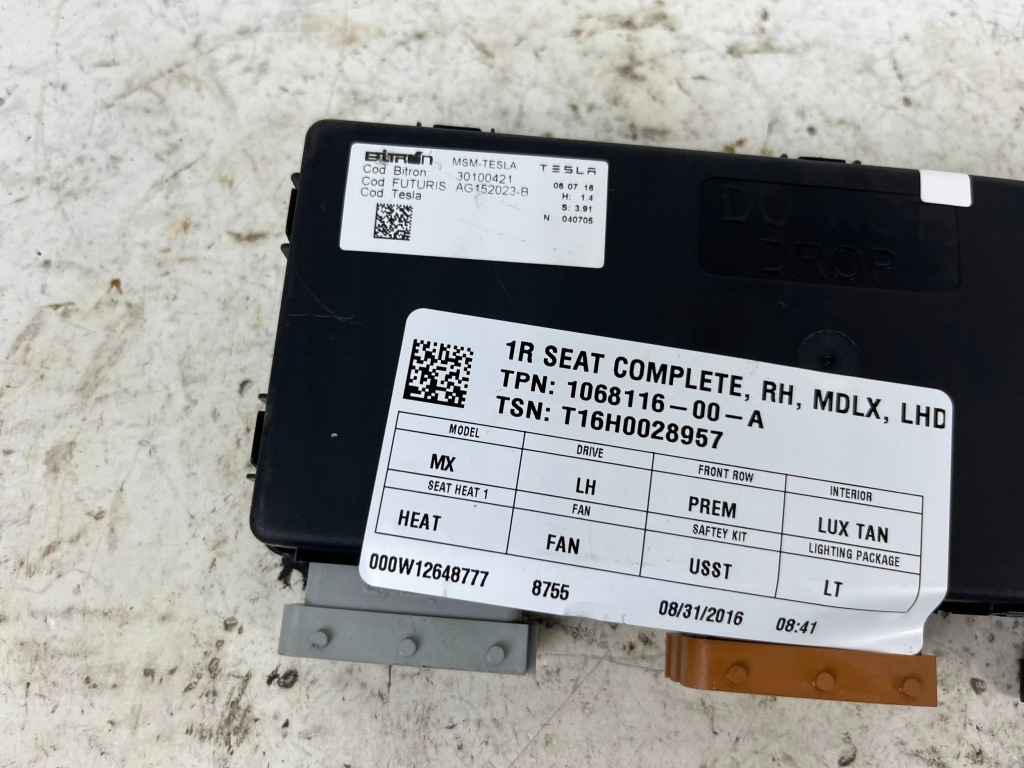 BITRON MSM-TESLA TESLA
Cod Bitron 30100421
Cod FUTURIS AG152023-B
Cod Tesla
06 07 16
H: 1.4
S: 3.91
N 040705
DO NOT
DROP
1R SEAT COMPLETE, RH, MDLX, LHD
TPN: 1068116-00-A
TSN: T16H0028957
MODEL DRIVE FRONT ROW INTERIOR
MX LH PREM LUX TAN
SEAT HEAT 1 FAN SAFTEY KIT LIGHTING PACKAGE
HEAT FAN USST LT
000W12648777 8755 08/31/2016 08:41